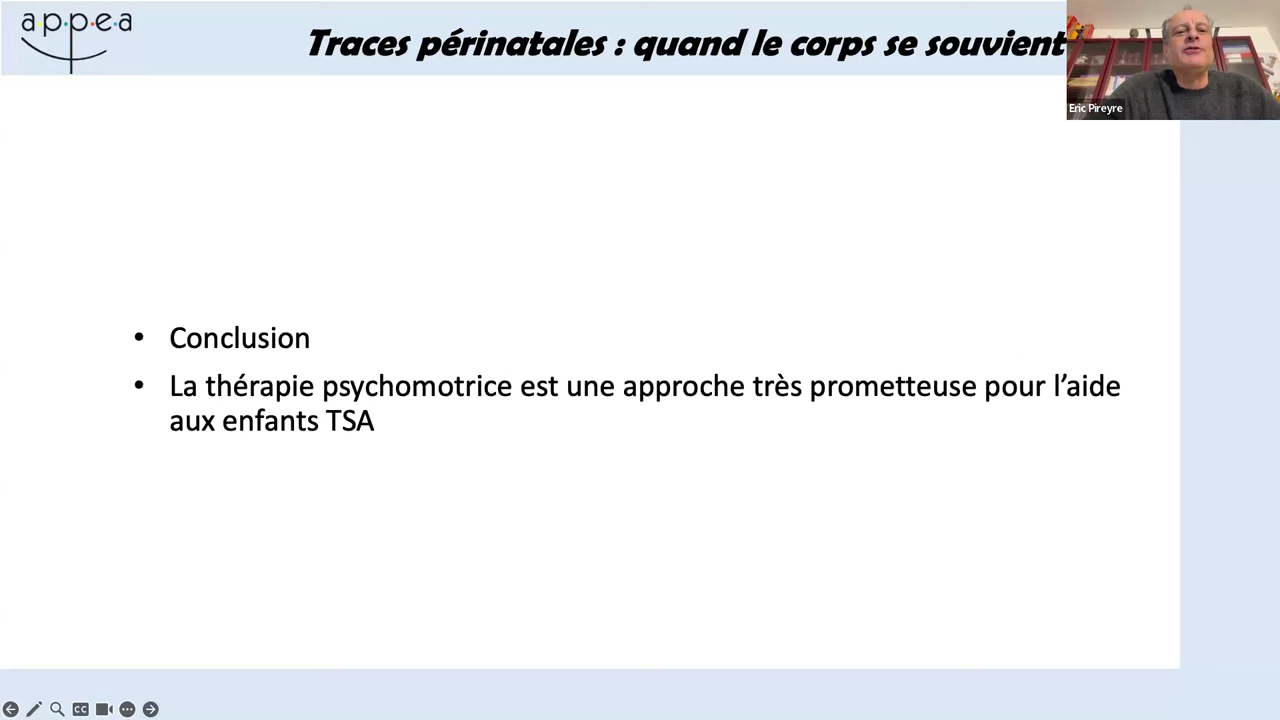 a.p.p.e.a
Traces périnatales : quand le corps se souvient
Eric Pireyre
• Conclusion
• La thérapie psychomotrice est une approche très prometteuse pour l’aide
aux enfants TSA
CC